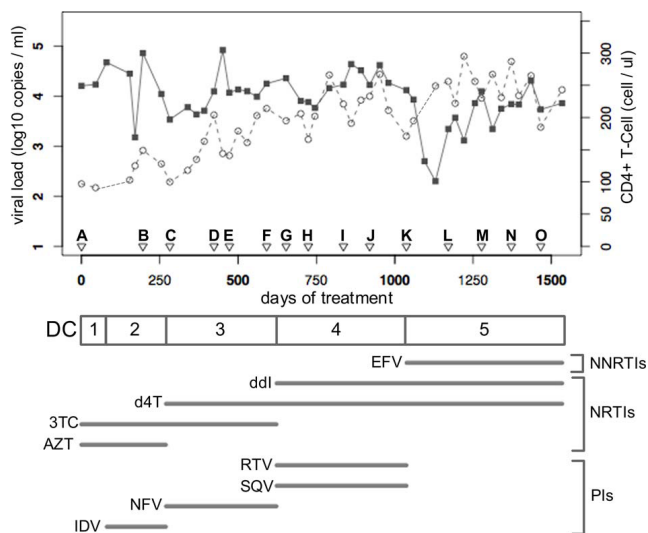 viral load (log10 copies / ml)
5
4
3
2
1
300
200
100
50
0
CD4+ T-Cell (cell / ul)
A B C D E F G H I J K L M N O
0 250 500 750 1000 1250 1500
days of treatment
DC 1 2 3 4 5
EFV NNRTIs
ddI
d4T NRTIs
3TC
AZT
RTV
SQV PIs
NFV
IDV